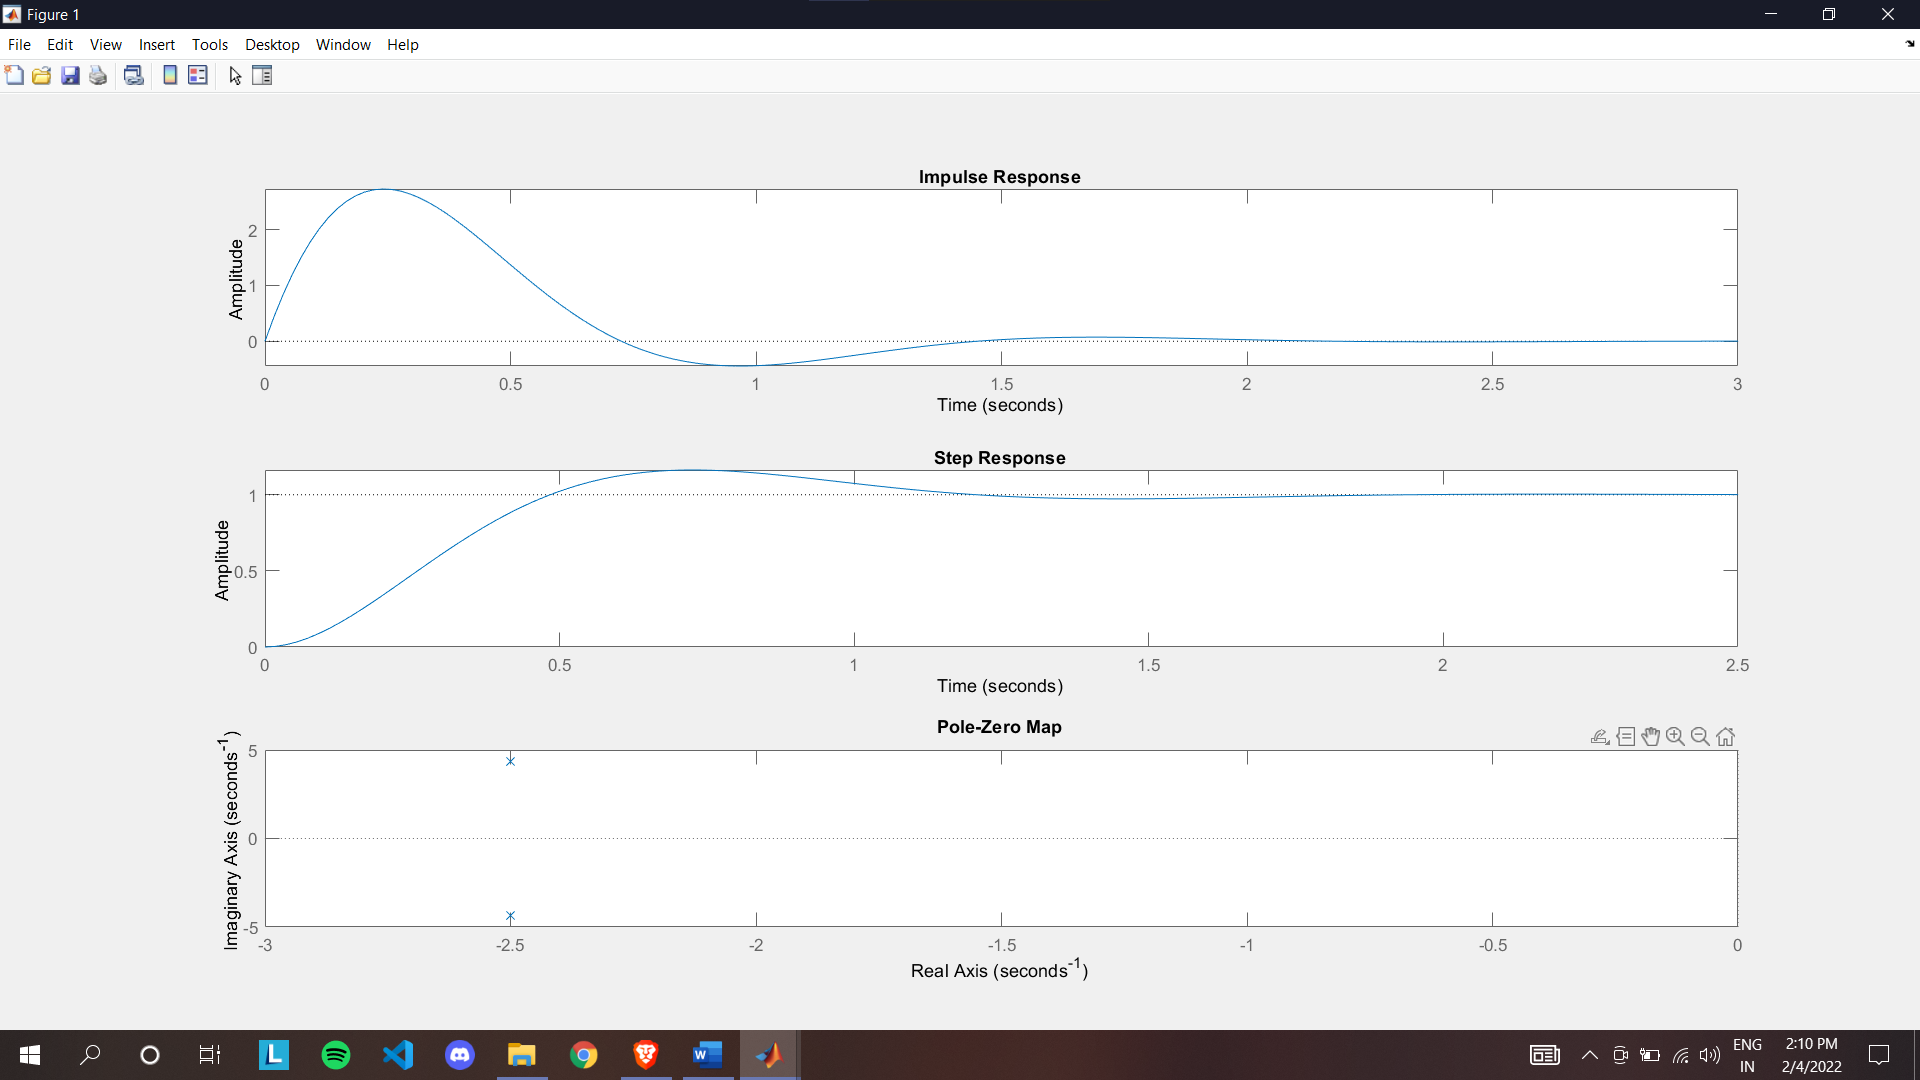 Figure 1
File Edit View Insert Tools Desktop Window Help
Impulse Response
Amplitude
2
1
0
0 0.5 1 1.5 2 2.5 3
Time (seconds)
Step Response
Amplitude
1
0.5
0
0 0.5 1 1.5 2 2.5
Time (seconds)
Pole-Zero Map
Imaginary Axis (seconds⁻¹)
5
0
-5
-3 -2.5 -2 -1.5 -1 -0.5 0
Real Axis (seconds⁻¹)
L
W
ENG
IN
2:10 PM
2/4/2022